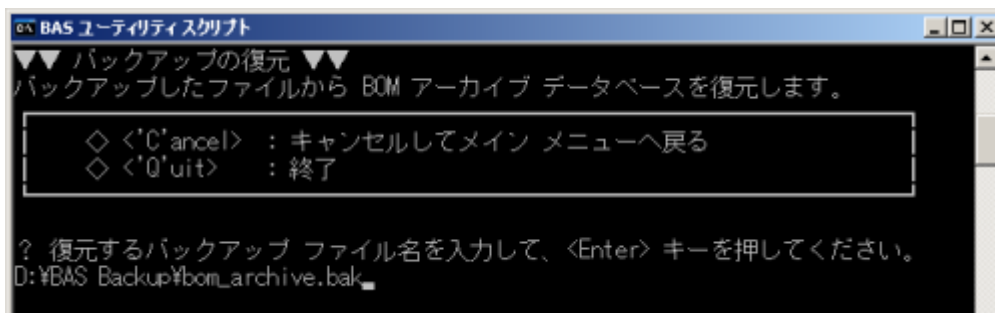 BAS ユーティリティ スクリプト
▼▼ バックアップの復元 ▼▼
バックアップしたファイルから BOM アーカイブ データベースを復元します。
◇ <'C'ancel> : キャンセルしてメイン メニューへ戻る
◇ <'Q'uit> : 終了
? 復元するバックアップ ファイル名を入力して、<Enter> キーを押してください。
D:¥BAS Backup¥bom_archive.bak